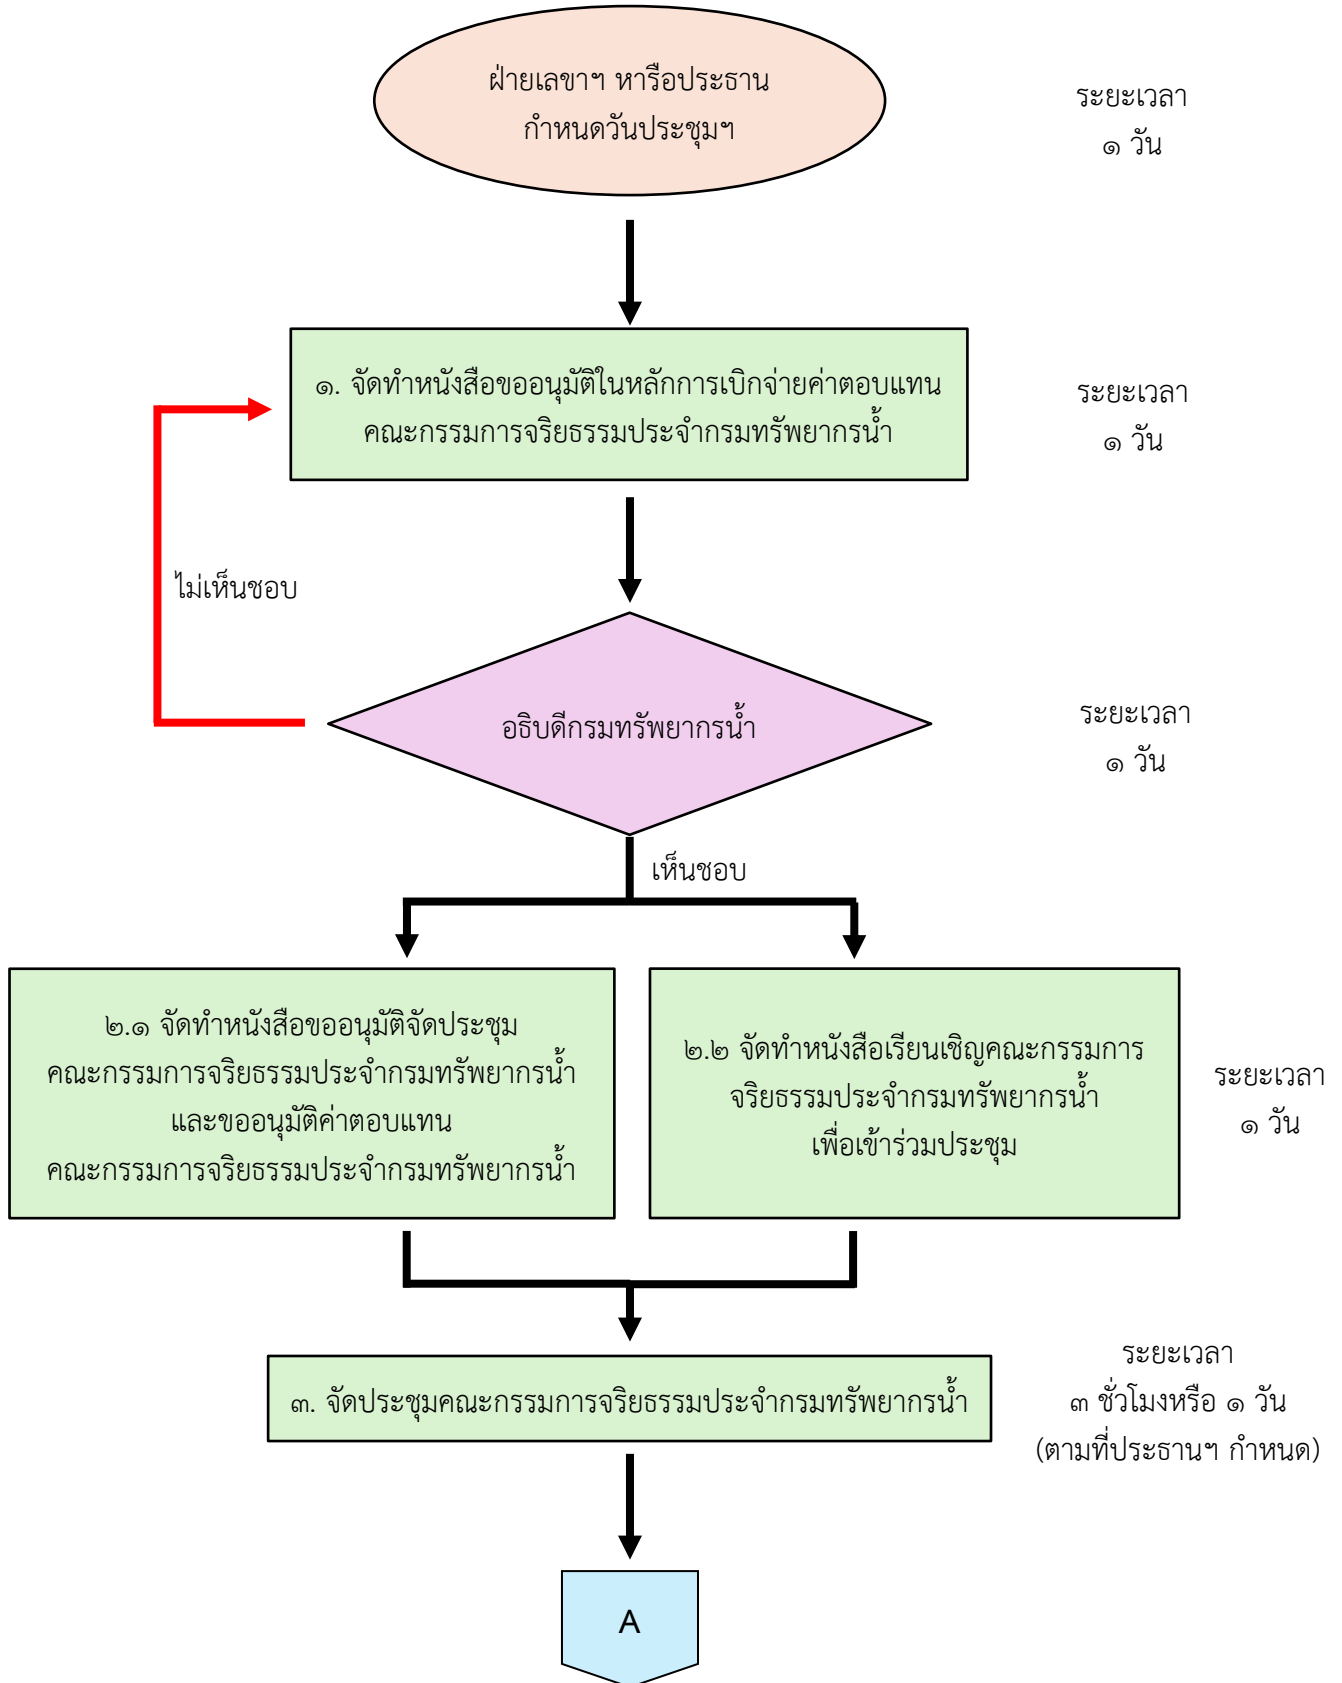 ฝ่ายเลขาฯ หารือประธาน
กำหนดวันประชุมฯ
ระยะเวลา
๑ วัน
๑. จัดทำหนังสือขออนุมัติในหลักการเบิกจ่ายค่าตอบแทน
คณะกรรมการจริยธรรมประจำกรมทรัพยากรน้ำ
ระยะเวลา
๑ วัน
ไม่เห็นชอบ
อธิบดีกรมทรัพยากรน้ำ
ระยะเวลา
๑ วัน
เห็นชอบ
๒.๑ จัดทำหนังสือขออนุมัติจัดประชุม
คณะกรรมการจริยธรรมประจำกรมทรัพยากรน้ำ
และขออนุมัติค่าตอบแทน
คณะกรรมการจริยธรรมประจำกรมทรัพยากรน้ำ
๒.๒ จัดทำหนังสือเรียนเชิญคณะกรรมการ
จริยธรรมประจำกรมทรัพยากรน้ำ
เพื่อเข้าร่วมประชุม
ระยะเวลา
๑ วัน
๓. จัดประชุมคณะกรรมการจริยธรรมประจำกรมทรัพยากรน้ำ
ระยะเวลา
๓ ชั่วโมงหรือ ๑ วัน
(ตามที่ประธานฯ กำหนด)
A